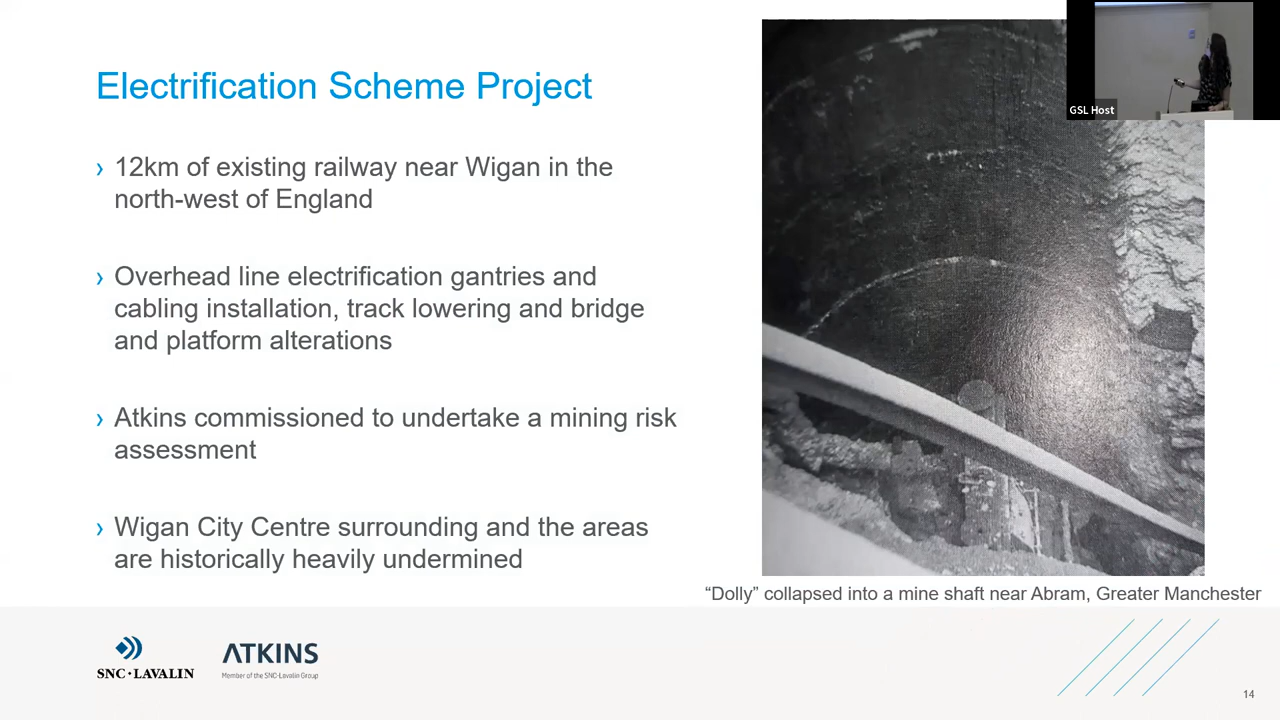 Electrification Scheme Project
› 12km of existing railway near Wigan in the
north-west of England
› Overhead line electrification gantries and
cabling installation, track lowering and bridge
and platform alterations
› Atkins commissioned to undertake a mining risk
assessment
› Wigan City Centre surrounding and the areas
are historically heavily undermined
GSL Host
“Dolly” collapsed into a mine shaft near Abram, Greater Manchester
SNC•LAVALIN
ATKINS
Member of the SNC-Lavalin Group
14